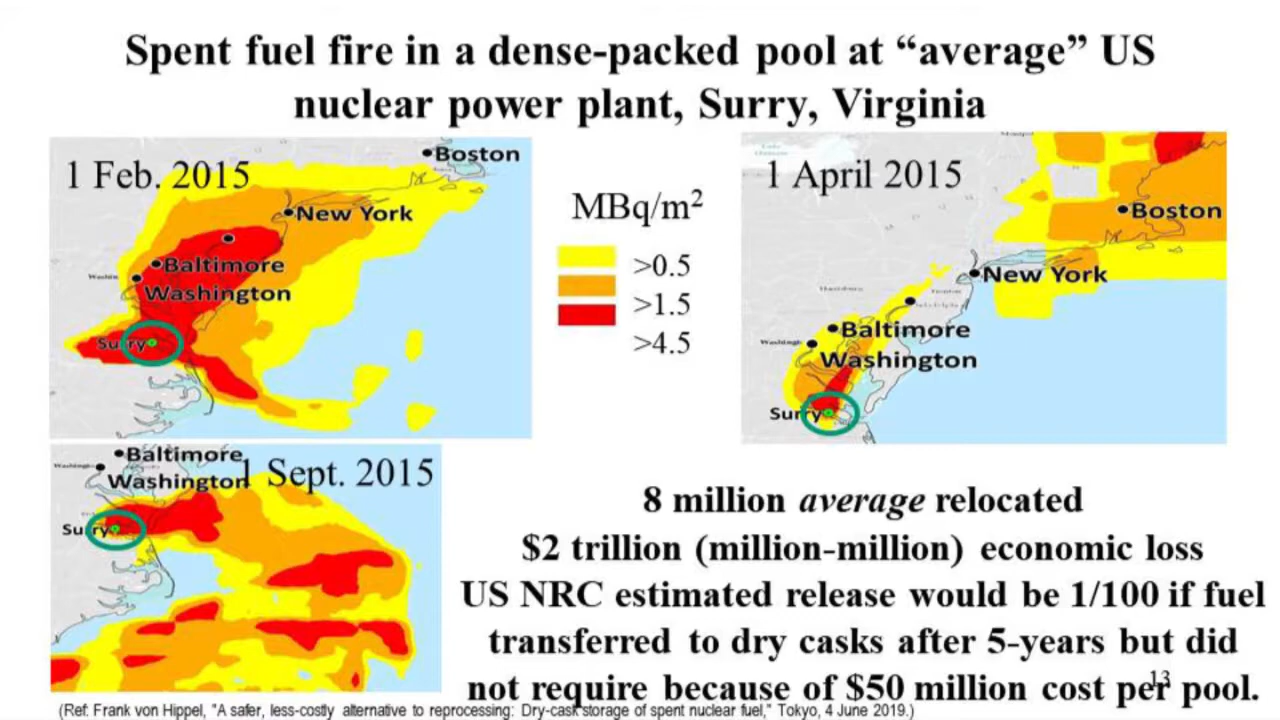 Spent fuel fire in a dense-packed pool at “average” US
nuclear power plant, Surry, Virginia
1 Feb. 2015
Boston
New York
Baltimore
Washington
Surry
MBq/m²
>0.5
>1.5
>4.5
1 April 2015
Boston
New York
Baltimore
Washington
Surry
Baltimore
Washington
1 Sept. 2015
Surry
8 million average relocated
$2 trillion (million-million) economic loss
US NRC estimated release would be 1/100 if fuel
transferred to dry casks after 5-years but did
not require because of $50 million cost per pool.
13
(Ref: Frank von Hippel, "A safer, less-costly alternative to reprocessing: Dry-cask storage of spent nuclear fuel," Tokyo, 4 June 2019.)